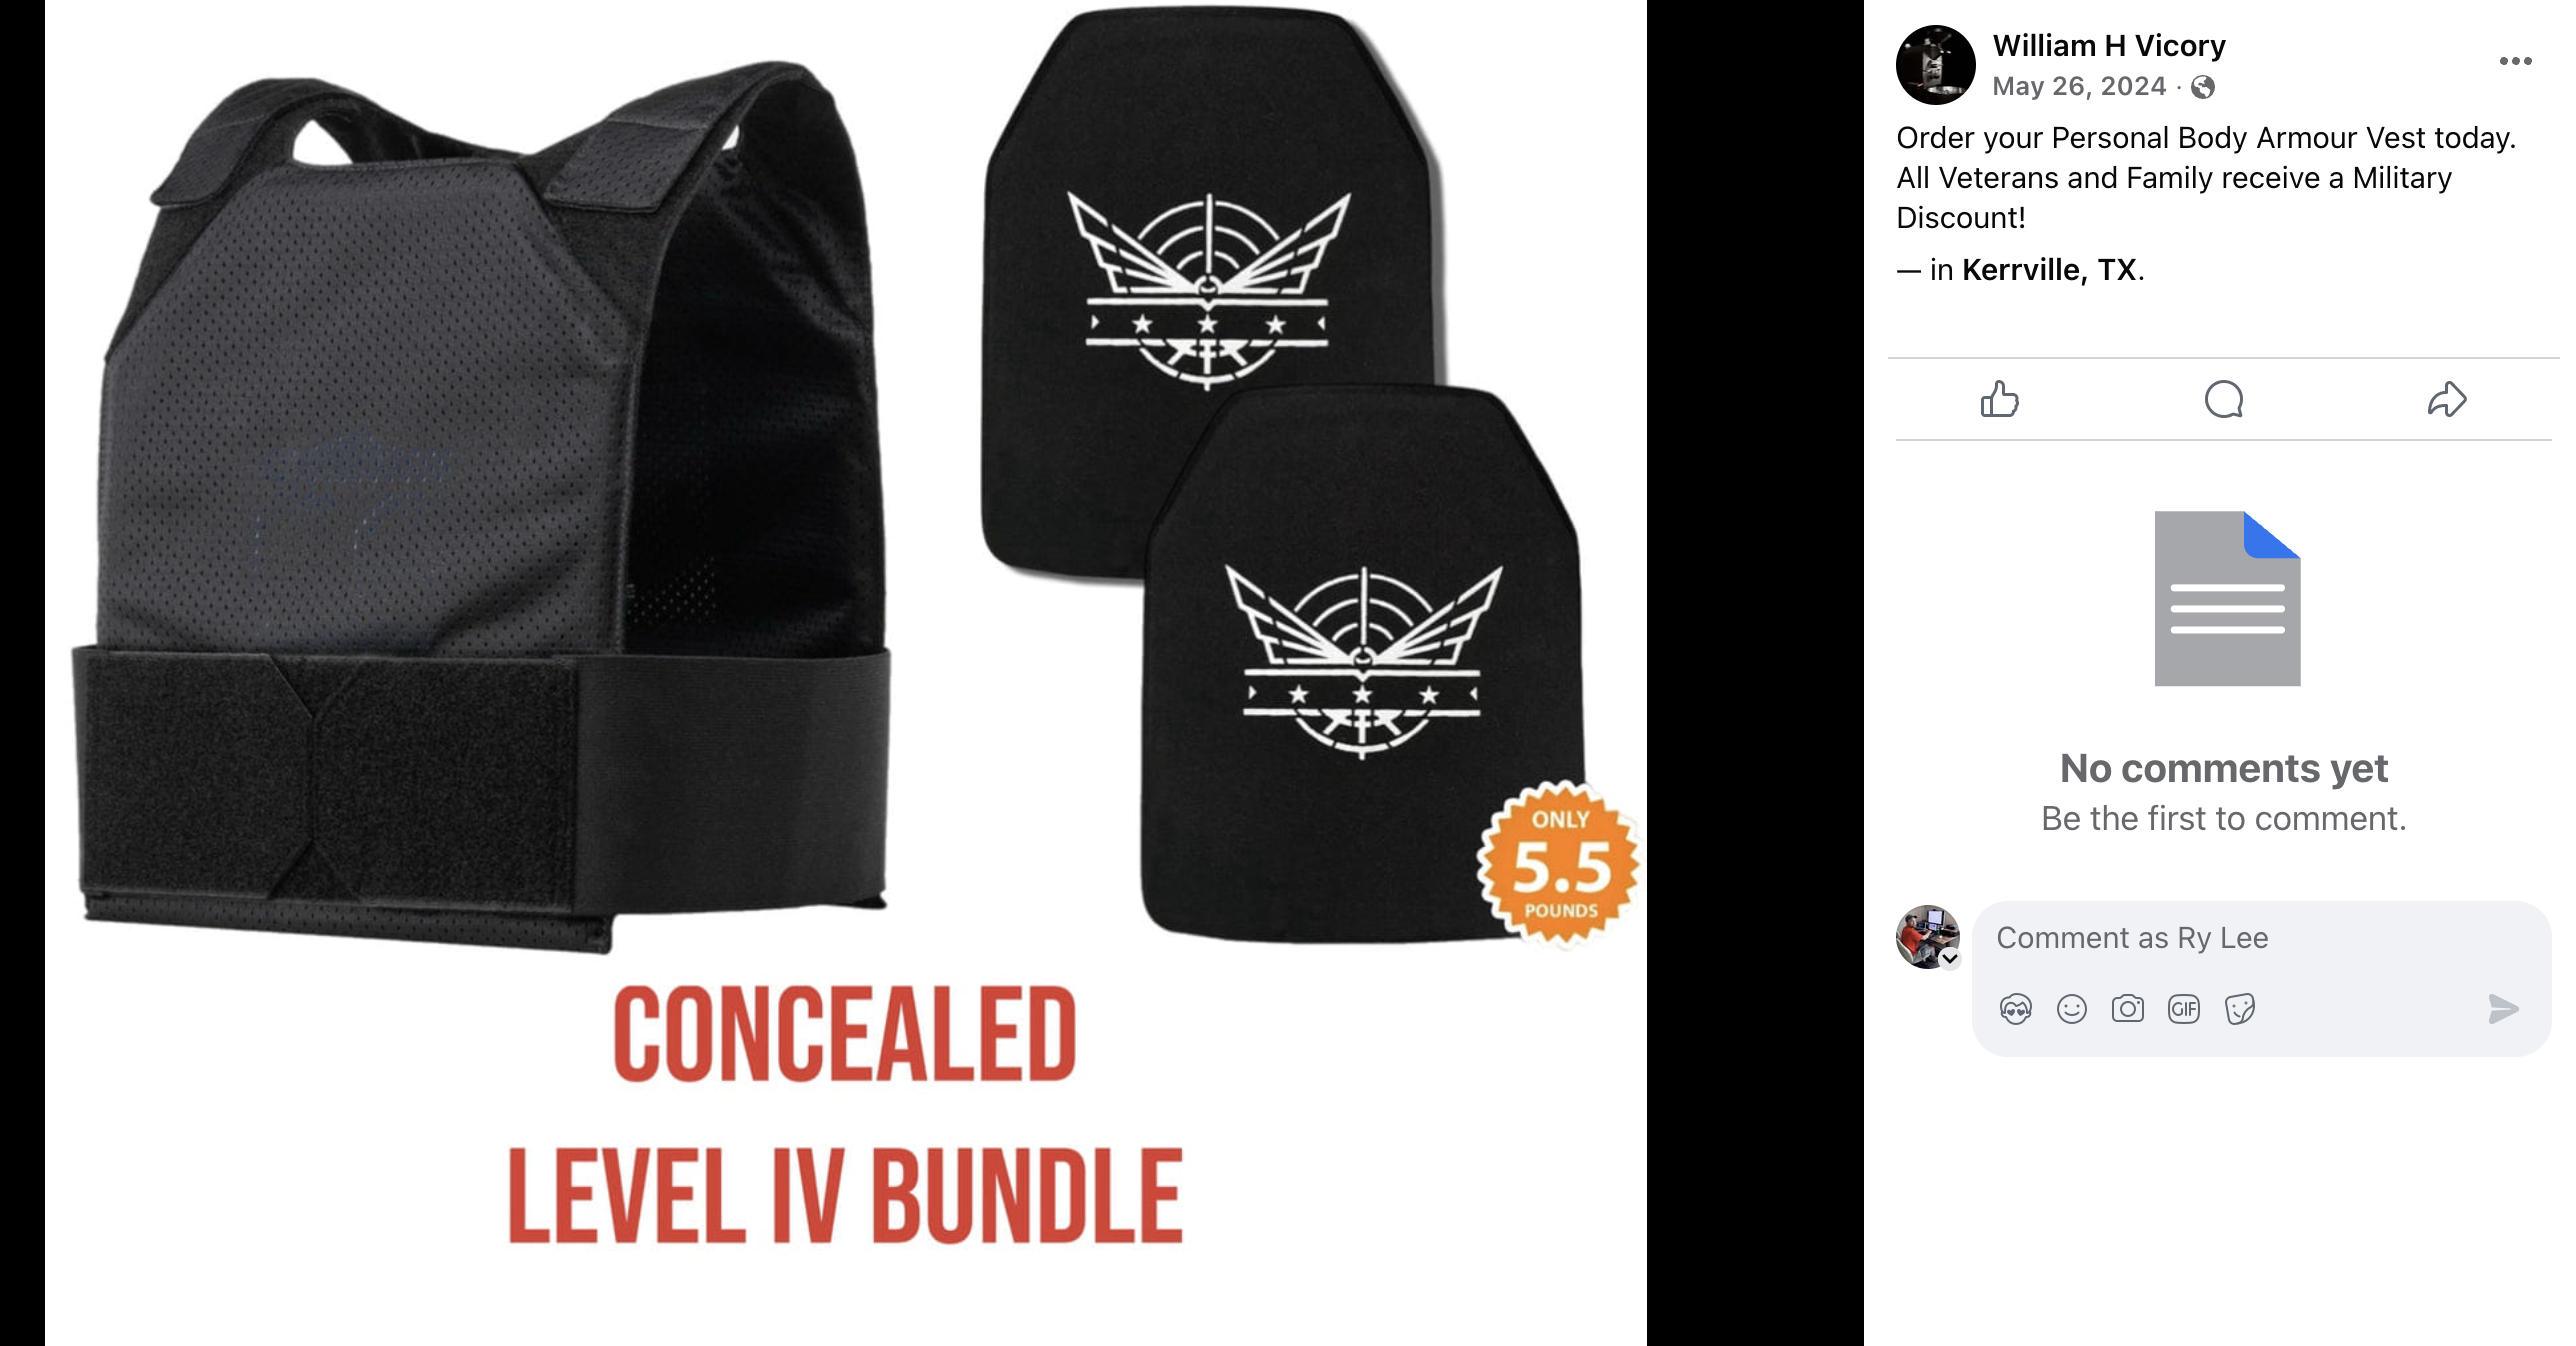 ONLY
5.5
POUNDS
CONCEALED
LEVEL IV BUNDLE
William H Vicory
May 26, 2024 ·
Order your Personal Body Armour Vest today.
All Veterans and Family receive a Military
Discount!
— in Kerrville, TX.
No comments yet
Be the first to comment.
Comment as Ry Lee
GIF